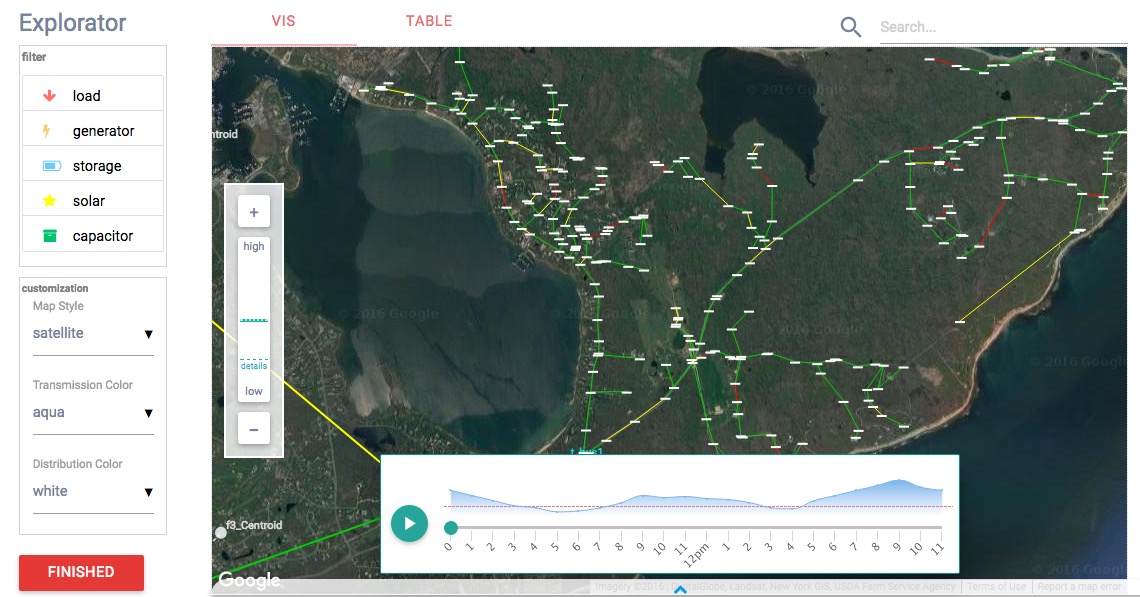 Explorator
VIS
TABLE
Search...
filter
load
generator
storage
solar
capacitor
customization
Map Style
satellite
Transmission Color
aqua
Distribution Color
white
FINISHED
ntroid
+
high
details
low
−
© 2016 Google
© 2016 Google
© 2016 Google
© 2016 Google
t_bus1
f3_Centroid
0 1 2 3 4 5 6 7 8 9 10 11 12pm 1 2 3 4 5 6 7 8 9 10 11
Google
Imagery ©2016 , DigitalGlobe, Landsat, New York GIS, USDA Farm Service Agency
Terms of Use
Report a map error